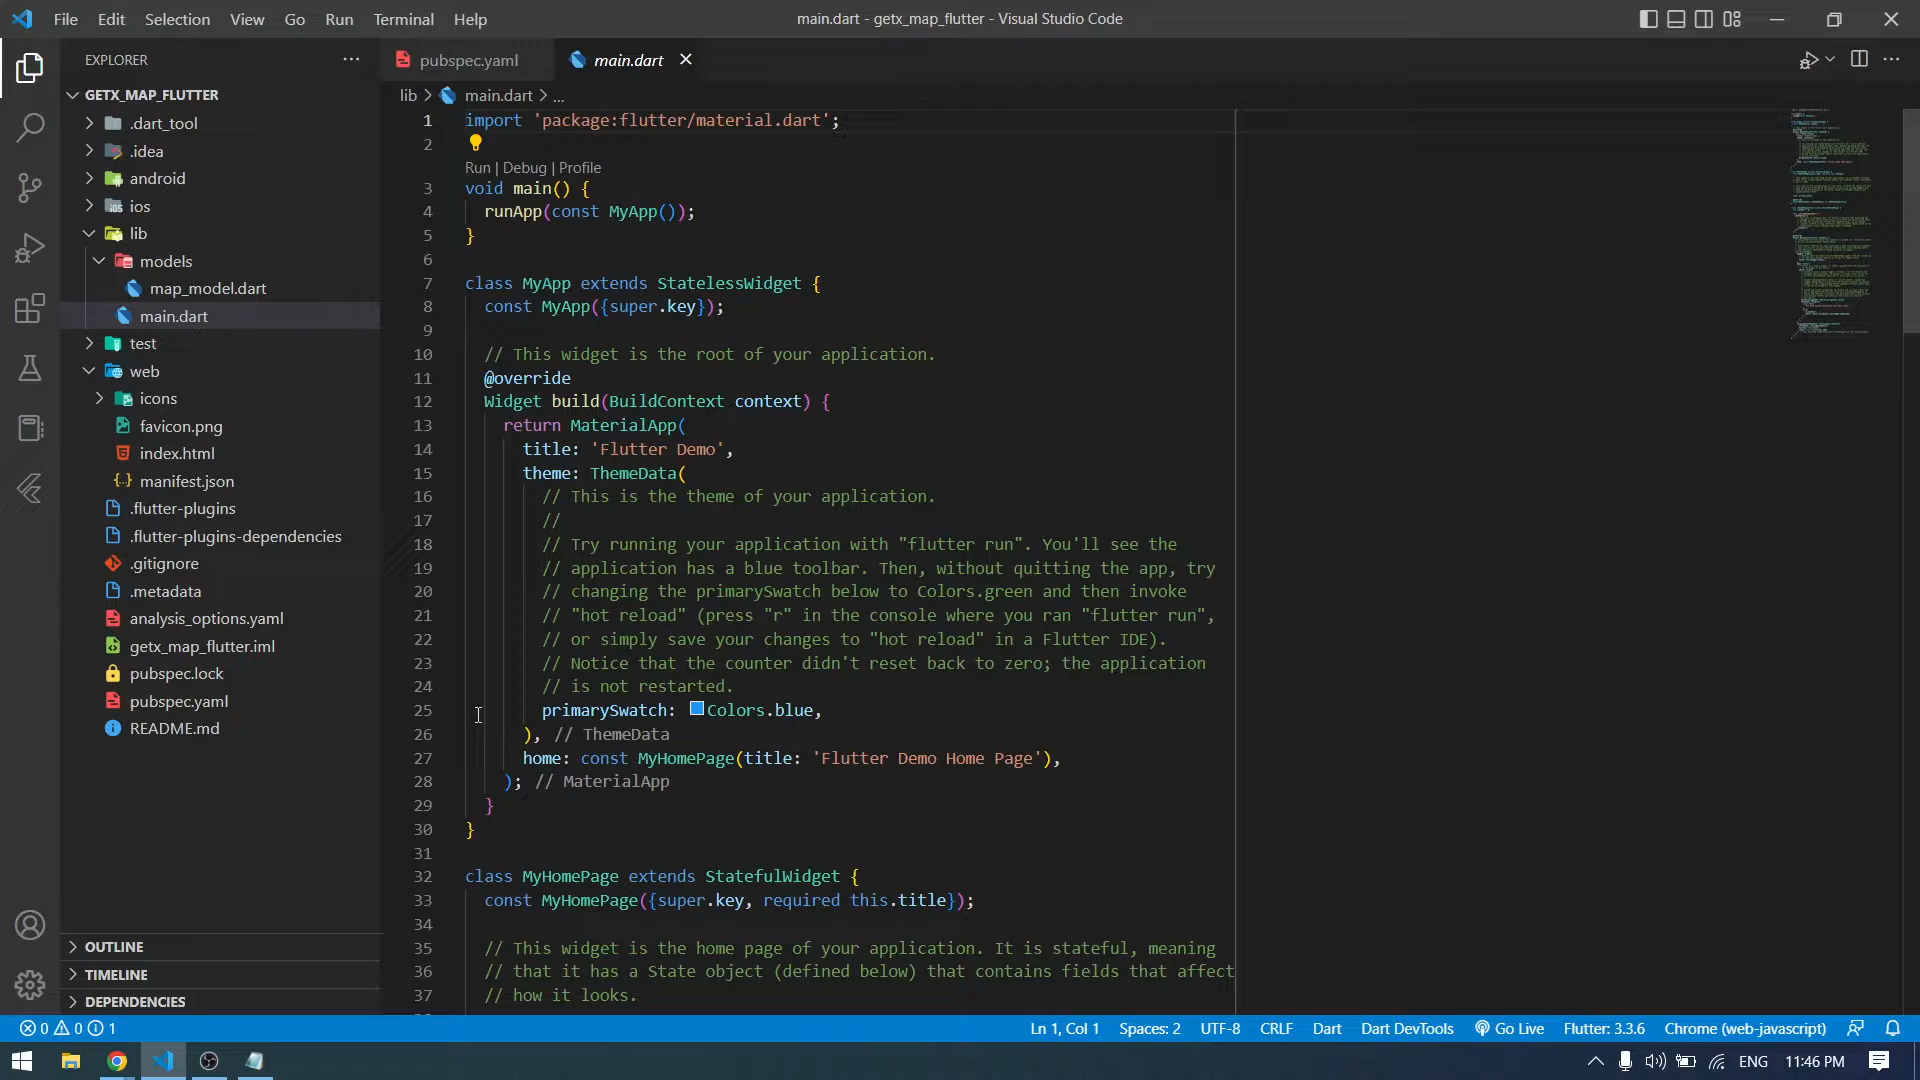 File Edit Selection View Go Run Terminal Help
main.dart - getx_map_flutter - Visual Studio Code
EXPLORER
GETX_MAP_FLUTTER
.dart_tool
.idea
android
ios
lib
models
map_model.dart
main.dart
test
web
icons
favicon.png
index.html
manifest.json
.flutter-plugins
.flutter-plugins-dependencies
.gitignore
.metadata
analysis_options.yaml
getx_map_flutter.iml
pubspec.lock
pubspec.yaml
README.md
OUTLINE
TIMELINE
DEPENDENCIES
pubspec.yaml
main.dart
lib > main.dart > ...
1 import 'package:flutter/material.dart';
2
Run | Debug | Profile
3 void main() {
4 runApp(const MyApp());
5 }
6
7 class MyApp extends StatelessWidget {
8 const MyApp({super.key});
9
10 // This widget is the root of your application.
11 @override
12 Widget build(BuildContext context) {
13 return MaterialApp(
14 title: 'Flutter Demo',
15 theme: ThemeData(
16 // This is the theme of your application.
17 //
18 // Try running your application with "flutter run". You'll see the
19 // application has a blue toolbar. Then, without quitting the app, try
20 // changing the primarySwatch below to Colors.green and then invoke
21 // "hot reload" (press "r" in the console where you ran "flutter run",
22 // or simply save your changes to "hot reload" in a Flutter IDE).
23 // Notice that the counter didn't reset back to zero; the application
24 // is not restarted.
25 primarySwatch: Colors.blue,
26 ), // ThemeData
27 home: const MyHomePage(title: 'Flutter Demo Home Page'),
28 ); // MaterialApp
29 }
30 }
31
32 class MyHomePage extends StatefulWidget {
33 const MyHomePage({super.key, required this.title});
34
35 // This widget is the home page of your application. It is stateful, meaning
36 // that it has a State object (defined below) that contains fields that affect
37 // how it looks.
0 0 1
Ln 1, Col 1 Spaces: 2 UTF-8 CRLF Dart Dart DevTools Go Live Flutter: 3.3.6 Chrome (web-javascript)
ENG 11:46 PM